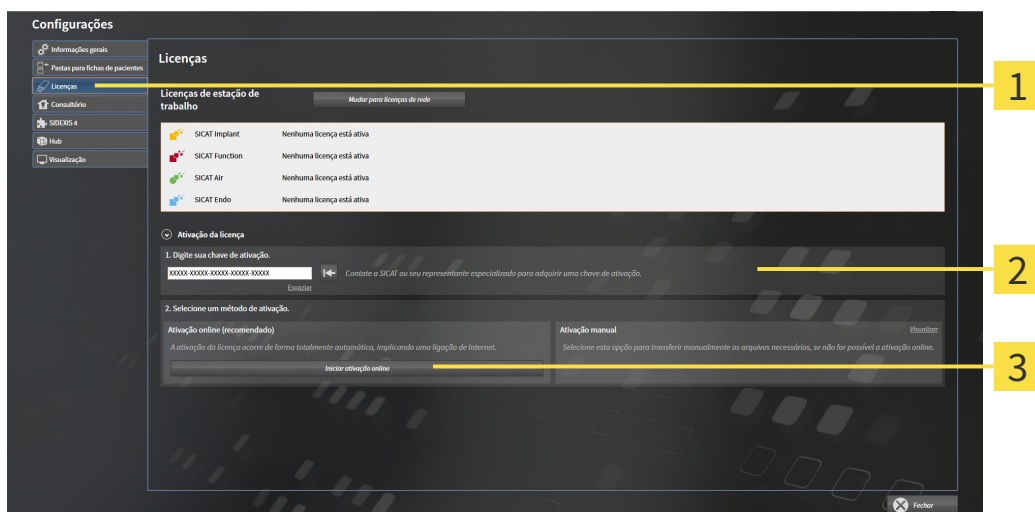 Configurações
Informações gerais
Pastas para fichas de pacientes
Licenças
Consultório
SIDEXIS 4
Hub
Visualização
Licenças
Licenças de estação de
trabalho
Mudar para licenças de rede
SICAT Implant Nenhuma licença está ativa
SICAT Function Nenhuma licença está ativa
SICAT Air Nenhuma licença está ativa
SICAT Endo Nenhuma licença está ativa
Ativação da licença
1. Digite sua chave de ativação.
XXXXX-XXXXX-XXXXX-XXXXX-XXXXX
Contate a SICAT ou seu representante especializado para adquirir uma chave de ativação.
Esvaziar
2. Selecione um método de ativação.
Ativação online (recomendado)
A ativação da licença ocorre de forma totalmente automática, implicando uma ligação de Internet.
Iniciar ativação online
Ativação manual Visualizar
Selecione esta opção para transferir manualmente os arquivos necessários, se não for possível a ativação online.
Fechar
1
2
3